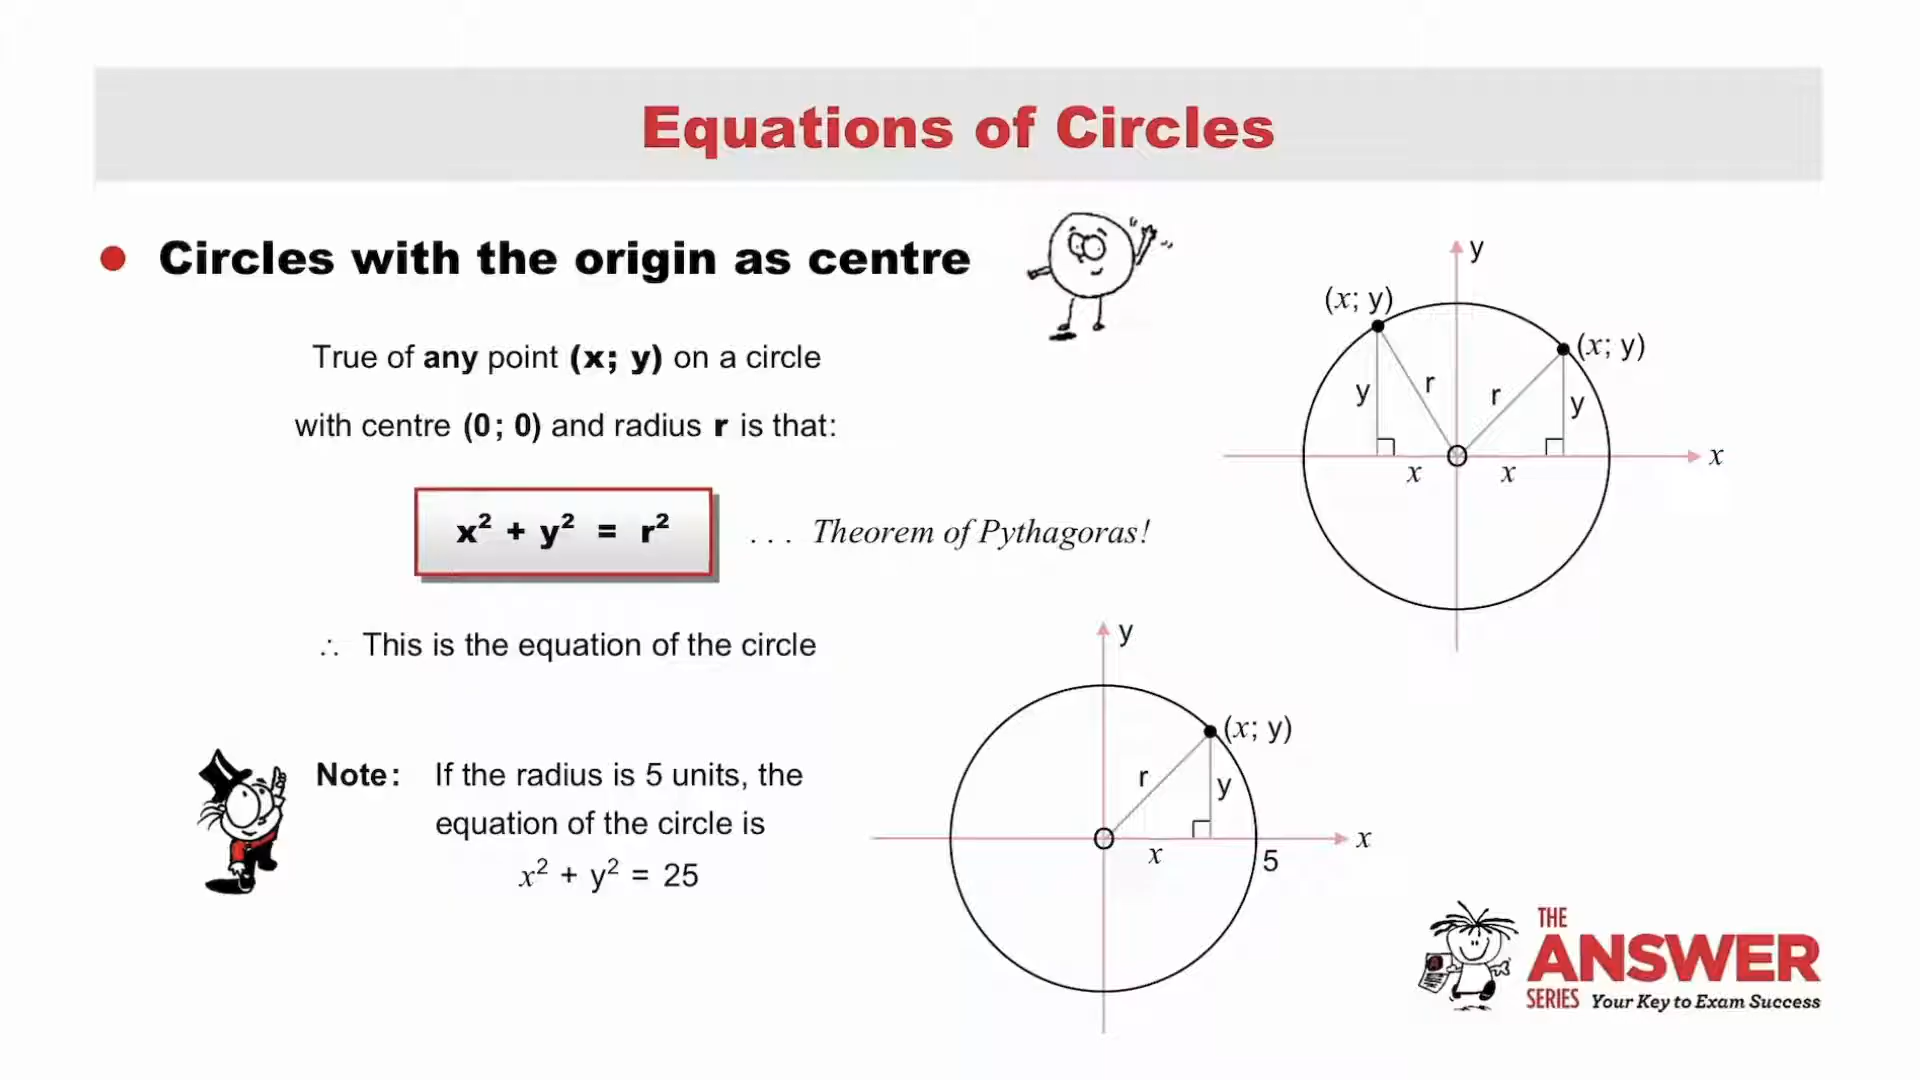 Equations of Circles
● Circles with the origin as centre
True of any point (x; y) on a circle
with centre (0; 0) and radius r is that:
x² + y² = r² . . . Theorem of Pythagoras!
∴ This is the equation of the circle
Note: If the radius is 5 units, the
equation of the circle is
x² + y² = 25
y
(x; y)
(x; y)
y
r
r
y
O
x
x
x
y
(x; y)
r
y
O
x
x
5
THE
ANSWER
SERIES Your Key to Exam Success